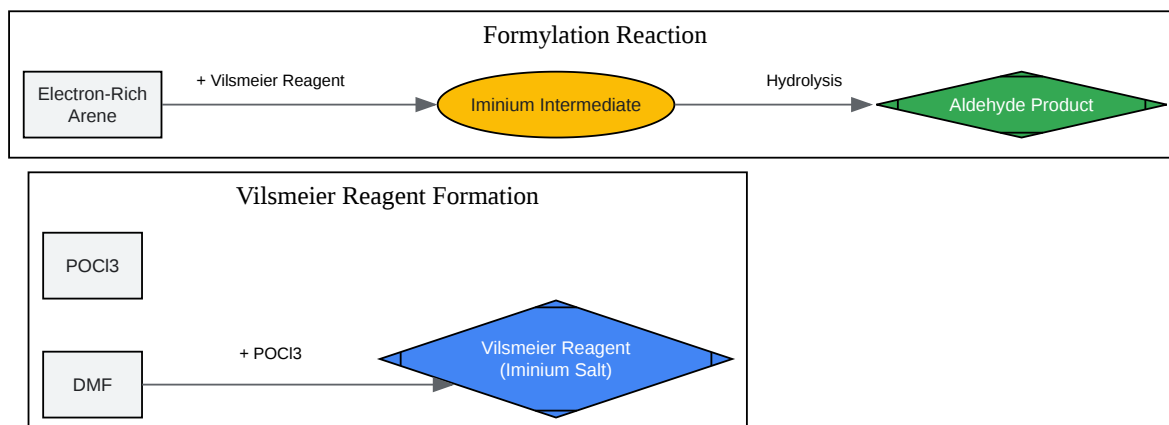 Formylation Reaction
Electron-Rich
Arene
+ Vilsmeier Reagent
Iminium Intermediate
Hydrolysis
Aldehyde Product
Vilsmeier Reagent Formation
POCl3
DMF
+ POCl3
Vilsmeier Reagent
(Iminium Salt)